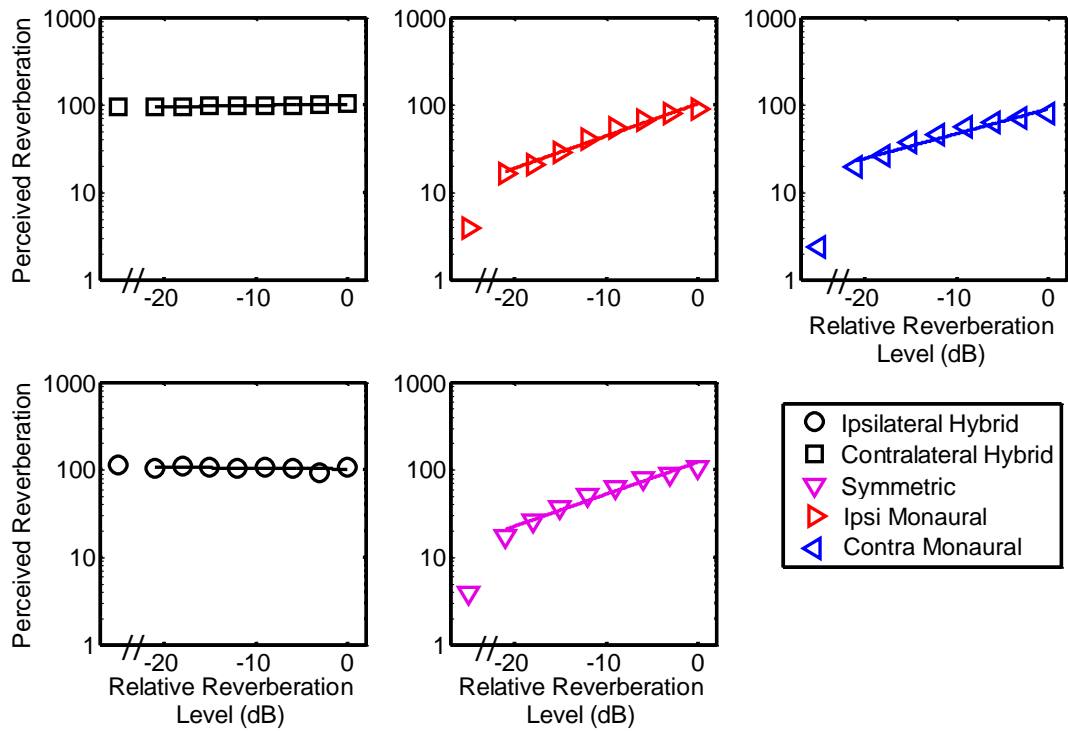 Perceived Reverberation
1000
100
10
1
// -20 -10 0
1000
100
10
1
// -20 -10 0
1000
100
10
1
// -20 -10 0
Relative Reverberation
Level (dB)
Perceived Reverberation
1000
100
10
1
// -20 -10 0
Relative Reverberation
Level (dB)
1000
100
10
1
// -20 -10 0
Relative Reverberation
Level (dB)
Ipsilateral Hybrid
Contralateral Hybrid
Symmetric
Ipsi Monaural
Contra Monaural